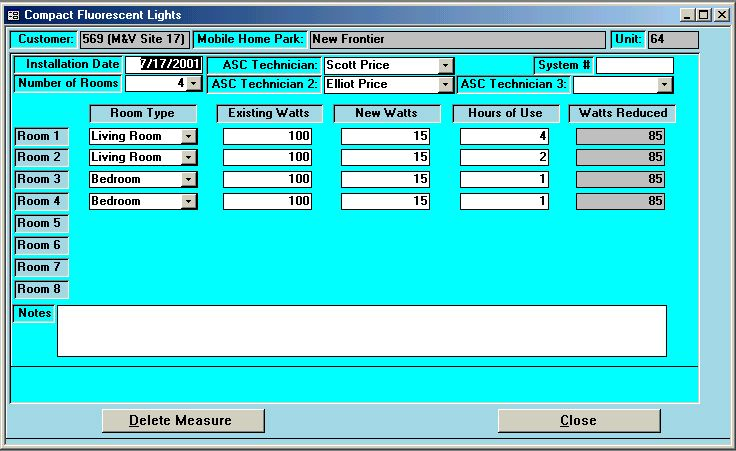 Compact Fluorescent Lights
Customer: 569 (M&V Site 17) Mobile Home Park: New Frontier Unit: 64
Installation Date 7/17/2001 ASC Technician: Scott Price System #
Number of Rooms 4 ASC Technician 2: Elliot Price ASC Technician 3:
Room Type Existing Watts New Watts Hours of Use Watts Reduced
Room 1 Living Room 100 15 4 85
Room 2 Living Room 100 15 2 85
Room 3 Bedroom 100 15 1 85
Room 4 Bedroom 100 15 1 85
Room 5
Room 6
Room 7
Room 8
Notes
Delete Measure Close